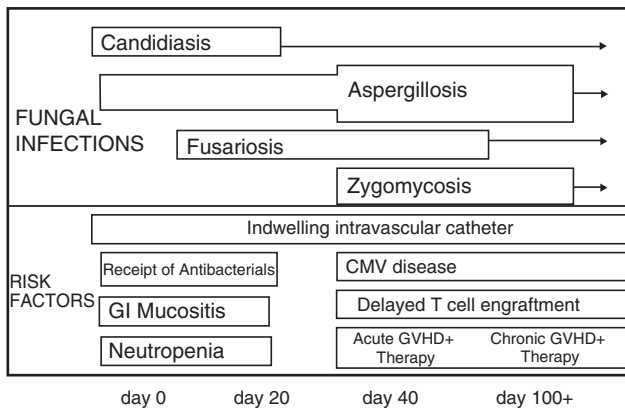 Candidiasis
Aspergillosis
FUNGAL
INFECTIONS
Fusariosis
Zygomycosis
Indwelling intravascular catheter
RISK
FACTORS
Receipt of Antibacterials
CMV disease
GI Mucositis
Delayed T cell engraftment
Neutropenia
Acute GVHD+
Therapy
Chronic GVHD+
Therapy
day 0 day 20 day 40 day 100+